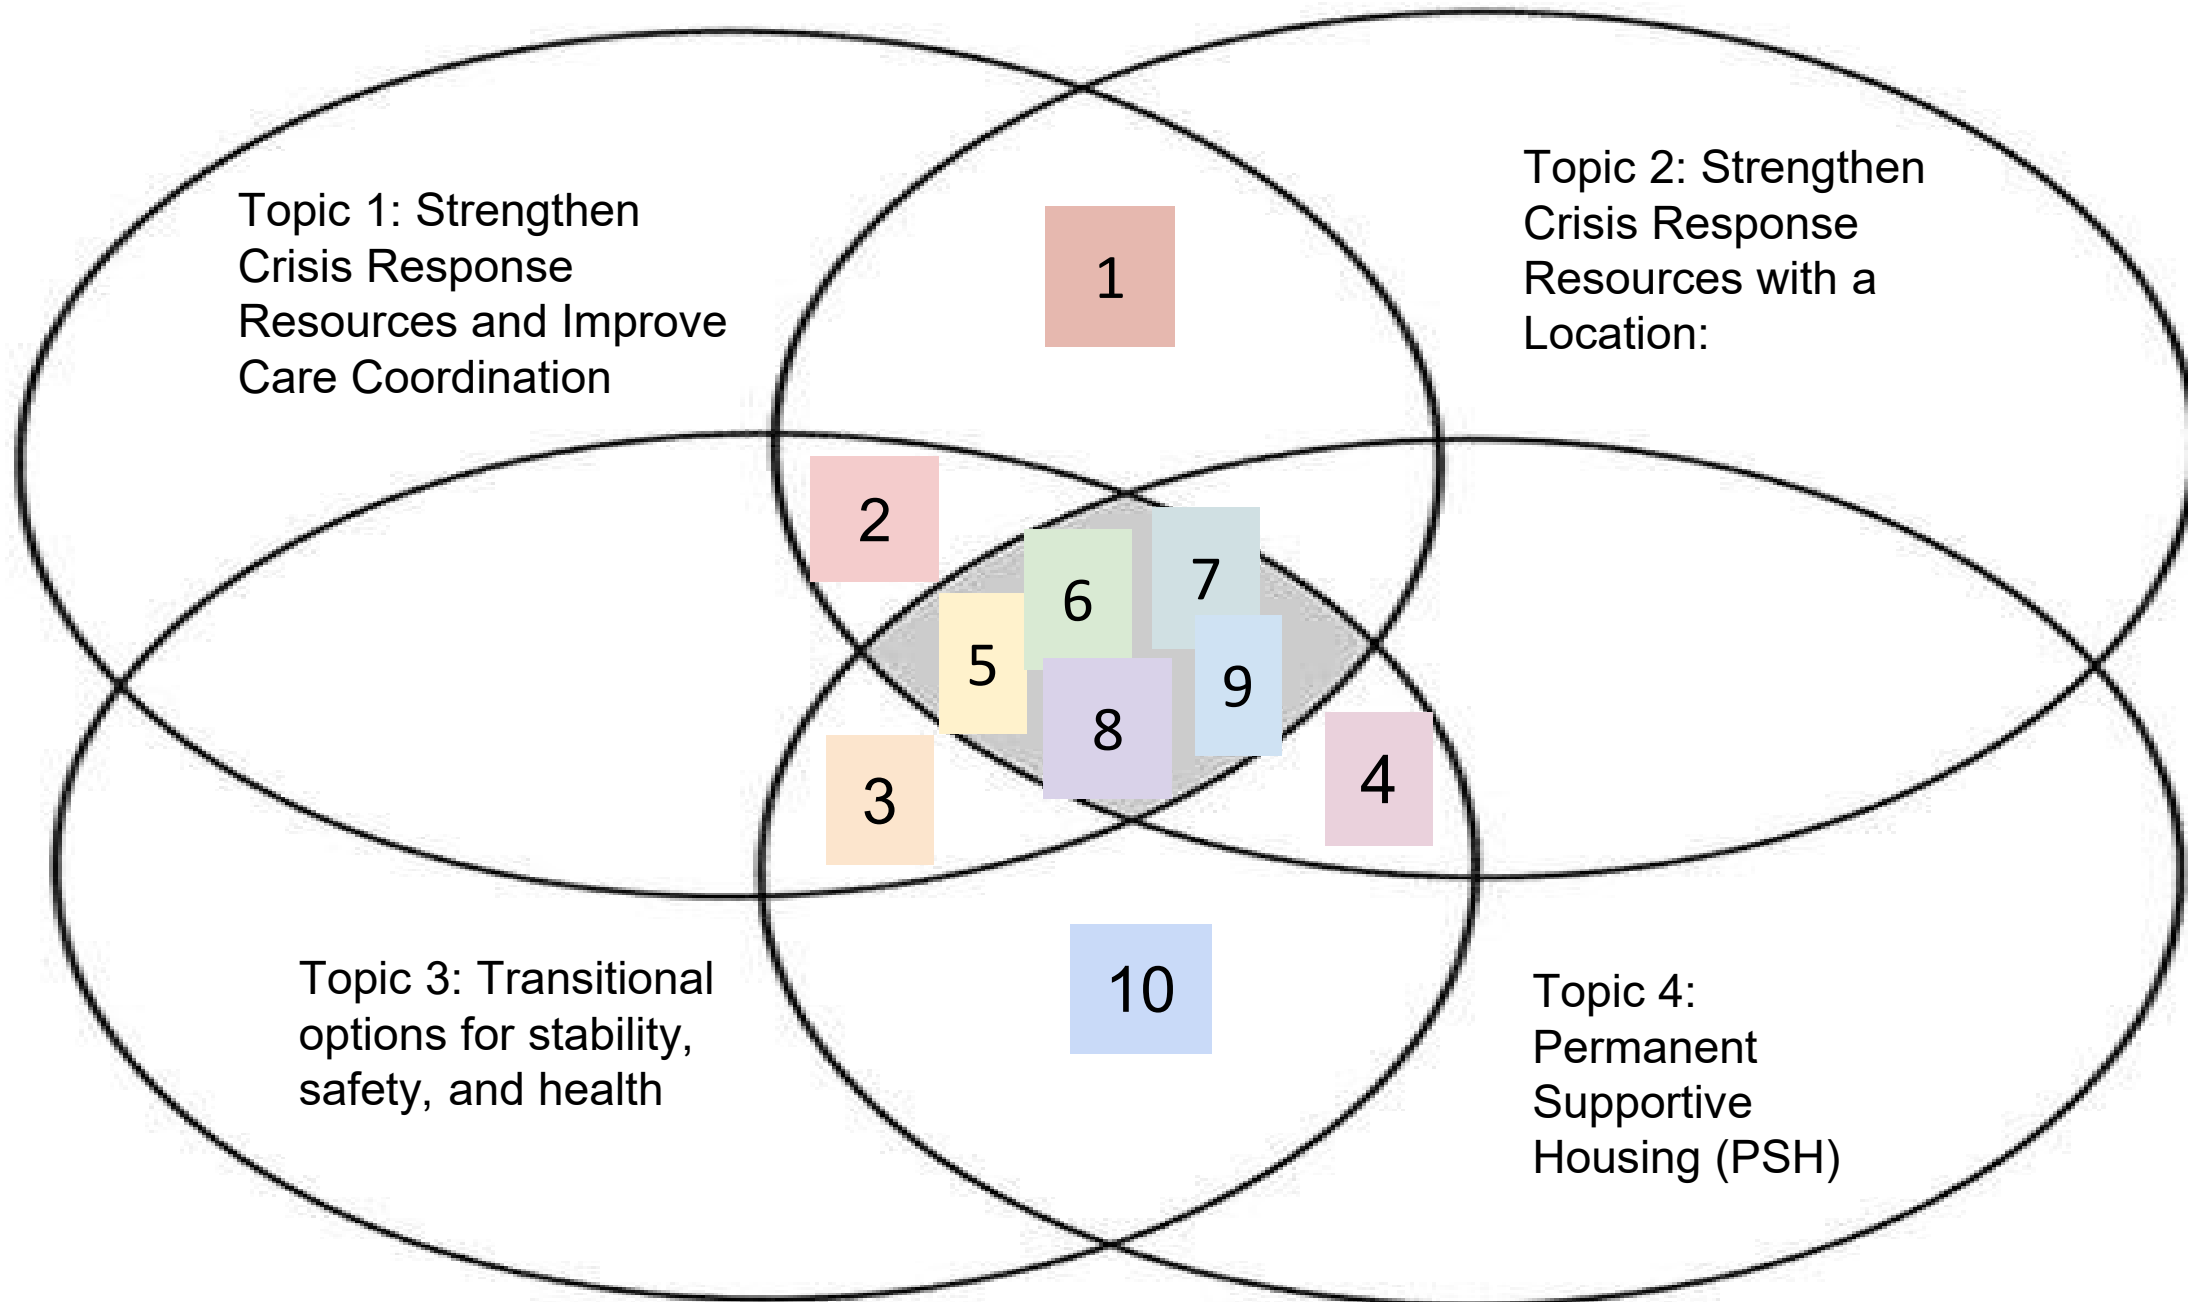 Topic 1: Strengthen
Crisis Response
Resources and Improve
Care Coordination
Topic 2: Strengthen
Crisis Response
Resources with a
Location:
1
2
3
4
5
6
7
8
9
10
Topic 3: Transitional
options for stability,
safety, and health
Topic 4:
Permanent
Supportive
Housing (PSH)